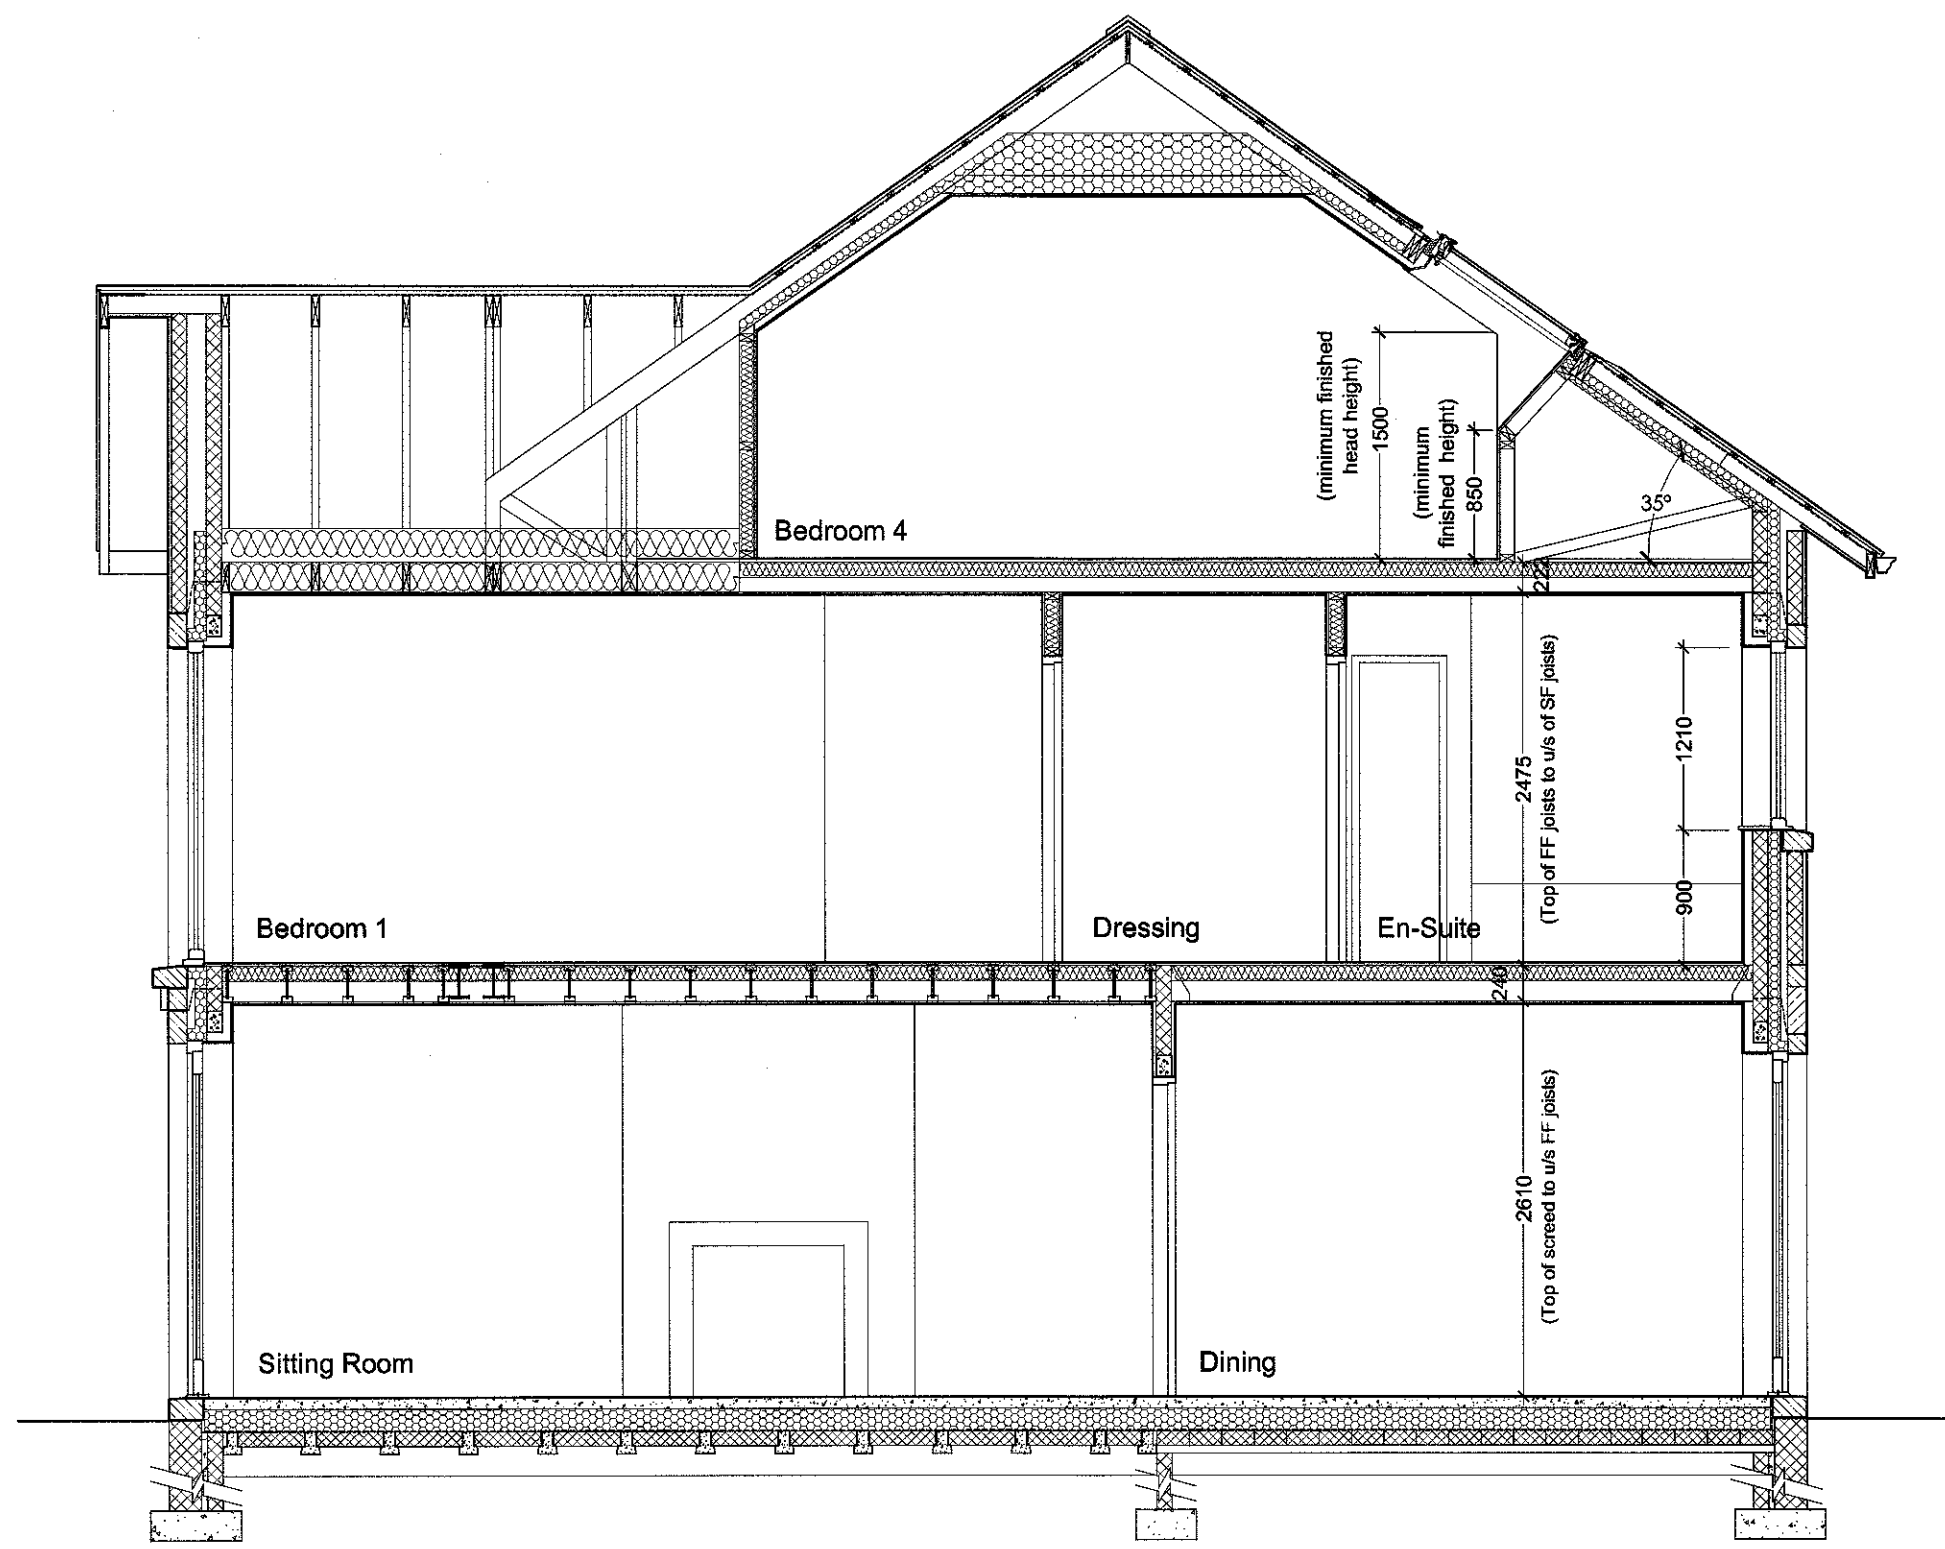 (minimum finished
head height)
1500
(minimum
finished height)
850
35º
Bedroom 4
222
(Top of FF joists to u/s of SF joists)
2475
1210
900
Bedroom 1
Dressing
En-Suite
240
2610
(Top of screed to u/s FF joists)
Sitting Room
Dining